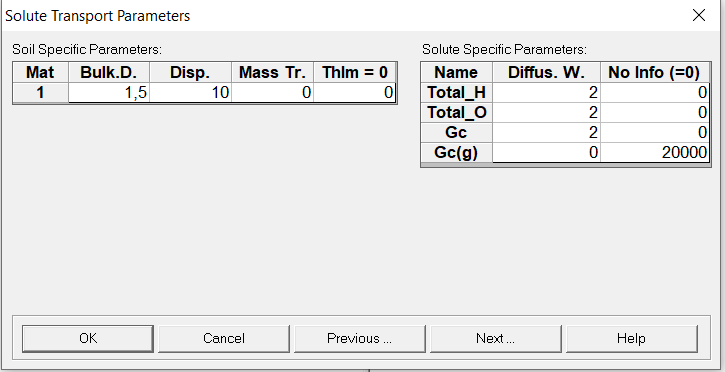 Solute Transport Parameters
Soil Specific Parameters:
Mat Bulk.D. Disp. Mass Tr. Thlm = 0
1 1,5 10 0 0
Solute Specific Parameters:
Name Diffus. W. No Info (=0)
Total_H 2 0
Total_O 2 0
Gc 2 0
Gc(g) 0 20000
OK Cancel Previous ... Next ... Help